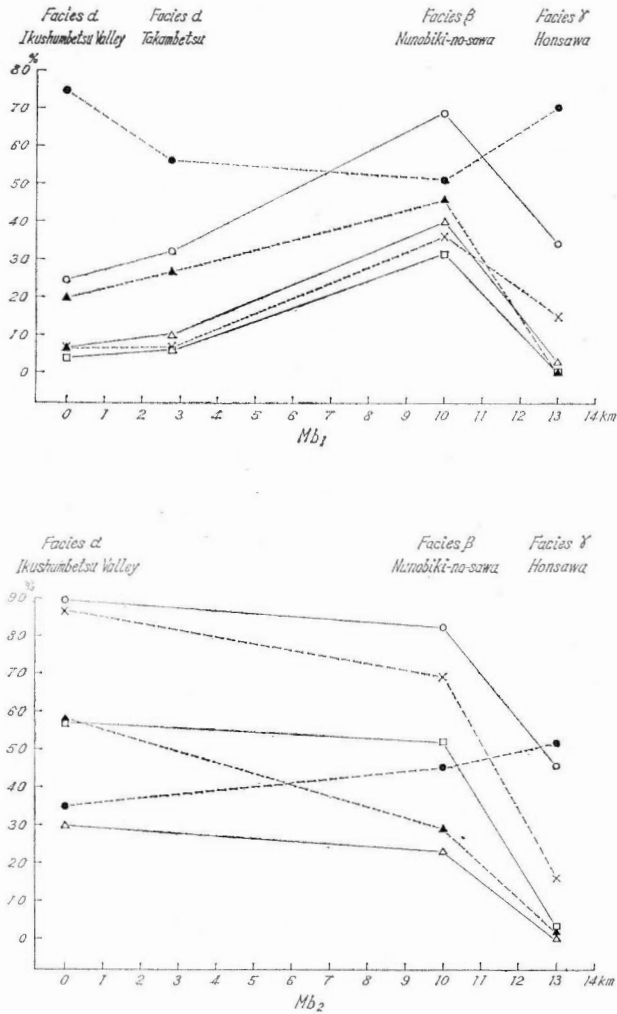 Facies α Facies α Facies β Facies γ
Ikushumbetsu Valley Takambetsu Nunobiki-no-sawa Honsawa
%
80
70
60
50
40
30
20
10
0
0 1 2 3 4 5 6 7 8 9 10 11 12 13 14 km
Mb1
Facies α Facies β Facies γ
Ikushumbetsu Valley Nunobiki-no-sawa Honsawa
%
90
80
70
60
50
40
30
20
10
0
0 1 2 3 4 5 6 7 8 9 10 11 12 13 14 km
Mb2